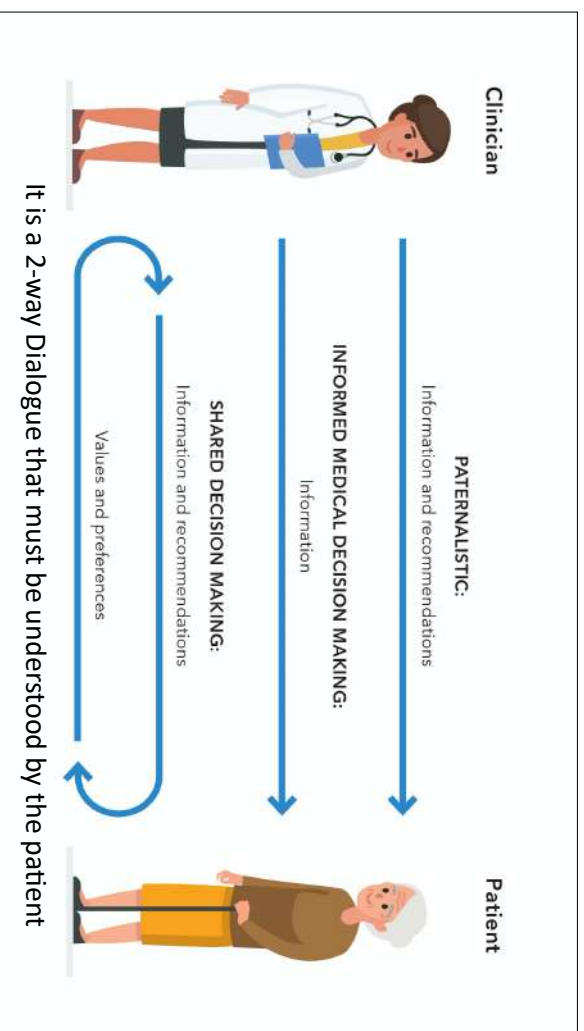 Clinician
Patient
PATERNALISTIC:
Information and recommendations
INFORMED MEDICAL DECISION MAKING:
Information
SHARED DECISION MAKING:
Information and recommendations
Values and preferences
It is a 2-way Dialogue that must be understood by the patient